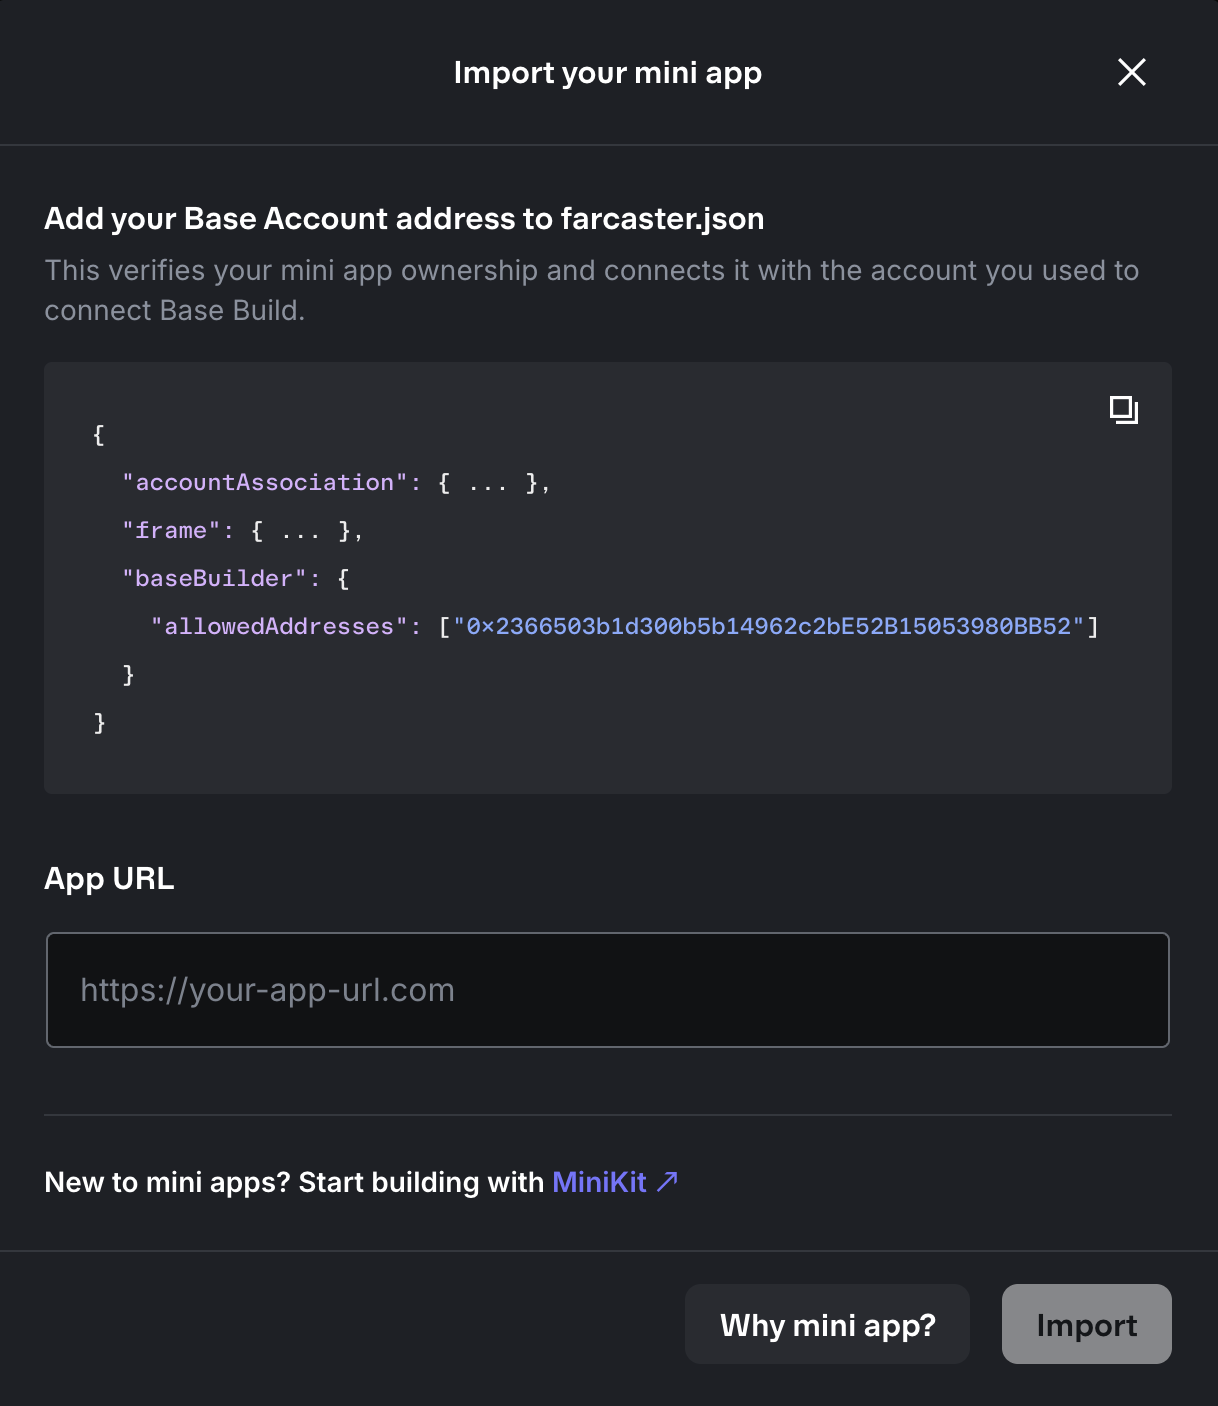 Import your mini app
Add your Base Account address to farcaster.json
This verifies your mini app ownership and connects it with the account you used to
connect Base Build.
{
  "accountAssociation": { ... },
  "frame": { ... },
  "baseBuilder": {
    "allowedAddresses": ["0x2366503b1d300b5b14962c2bE52B15053980BB52"]
  }
}
App URL
https://your-app-url.com
New to mini apps? Start building with MiniKit ↗
Why mini app?
Import